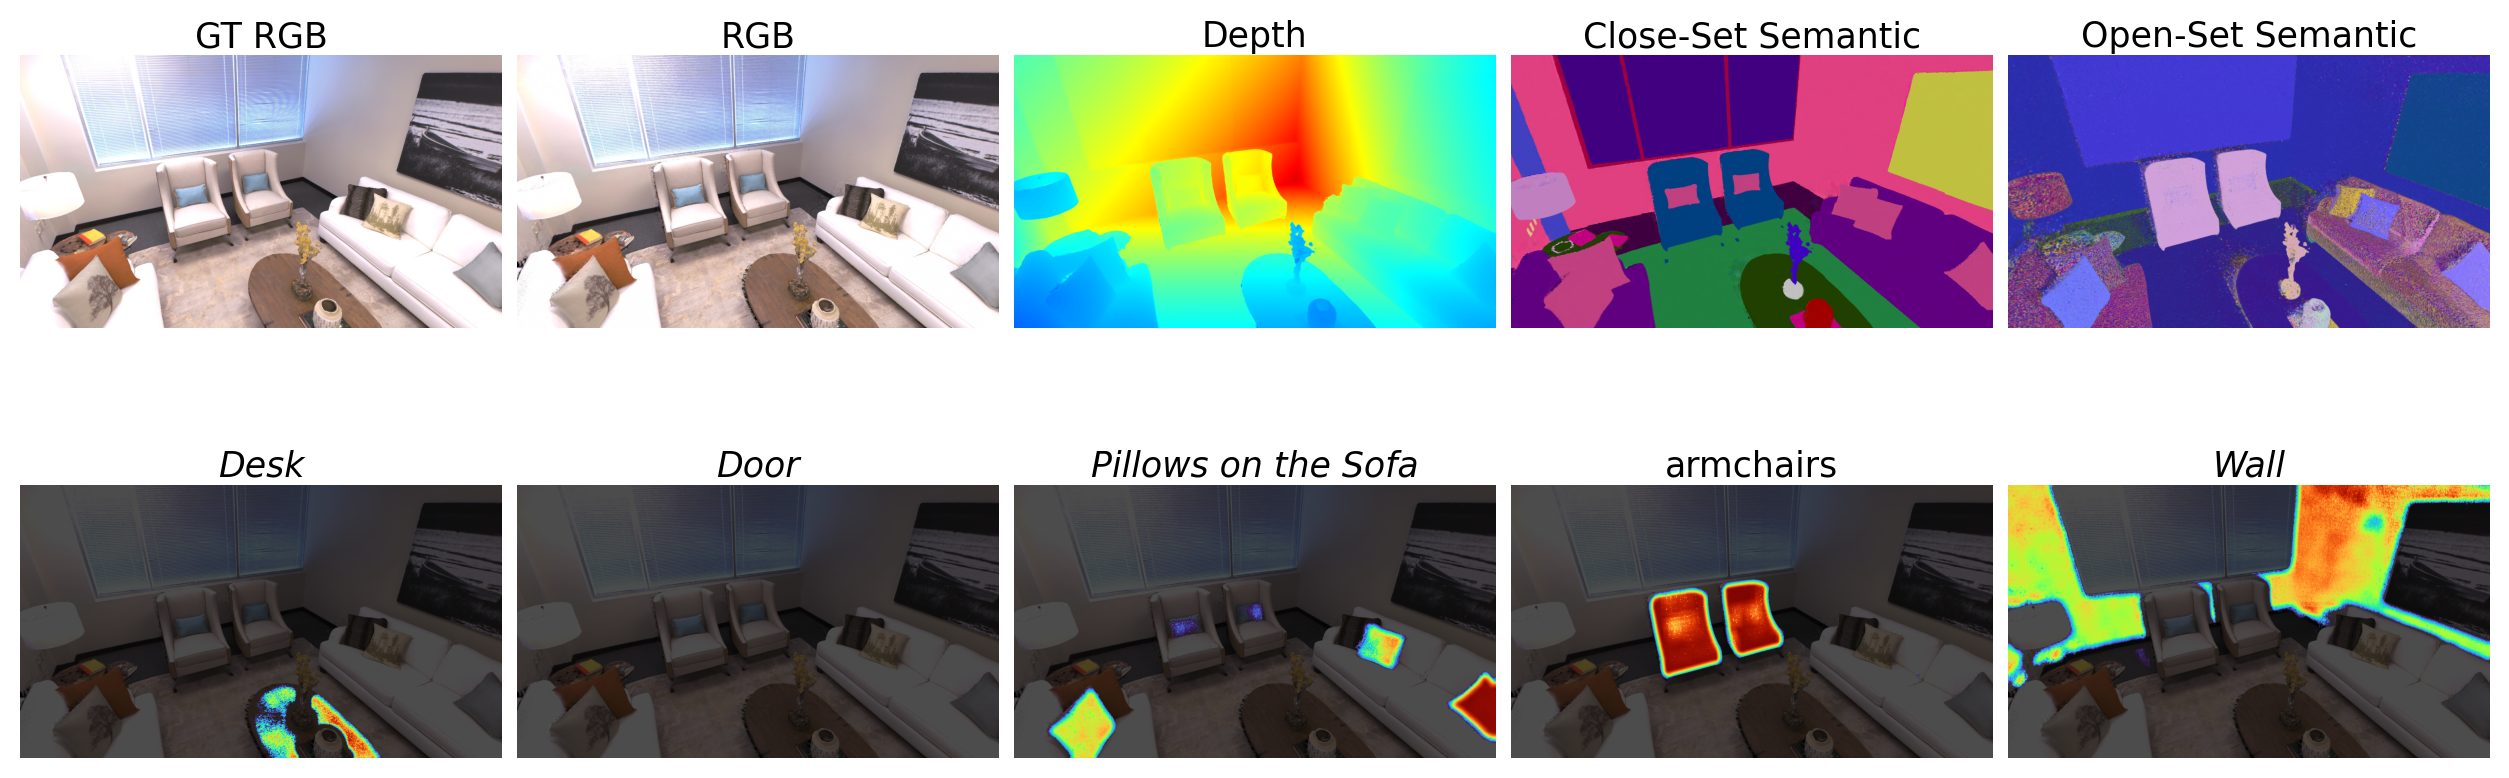 GT RGB
RGB
Depth
Close-Set Semantic
Open-Set Semantic
Desk
Door
Pillows on the Sofa
armchairs
Wall